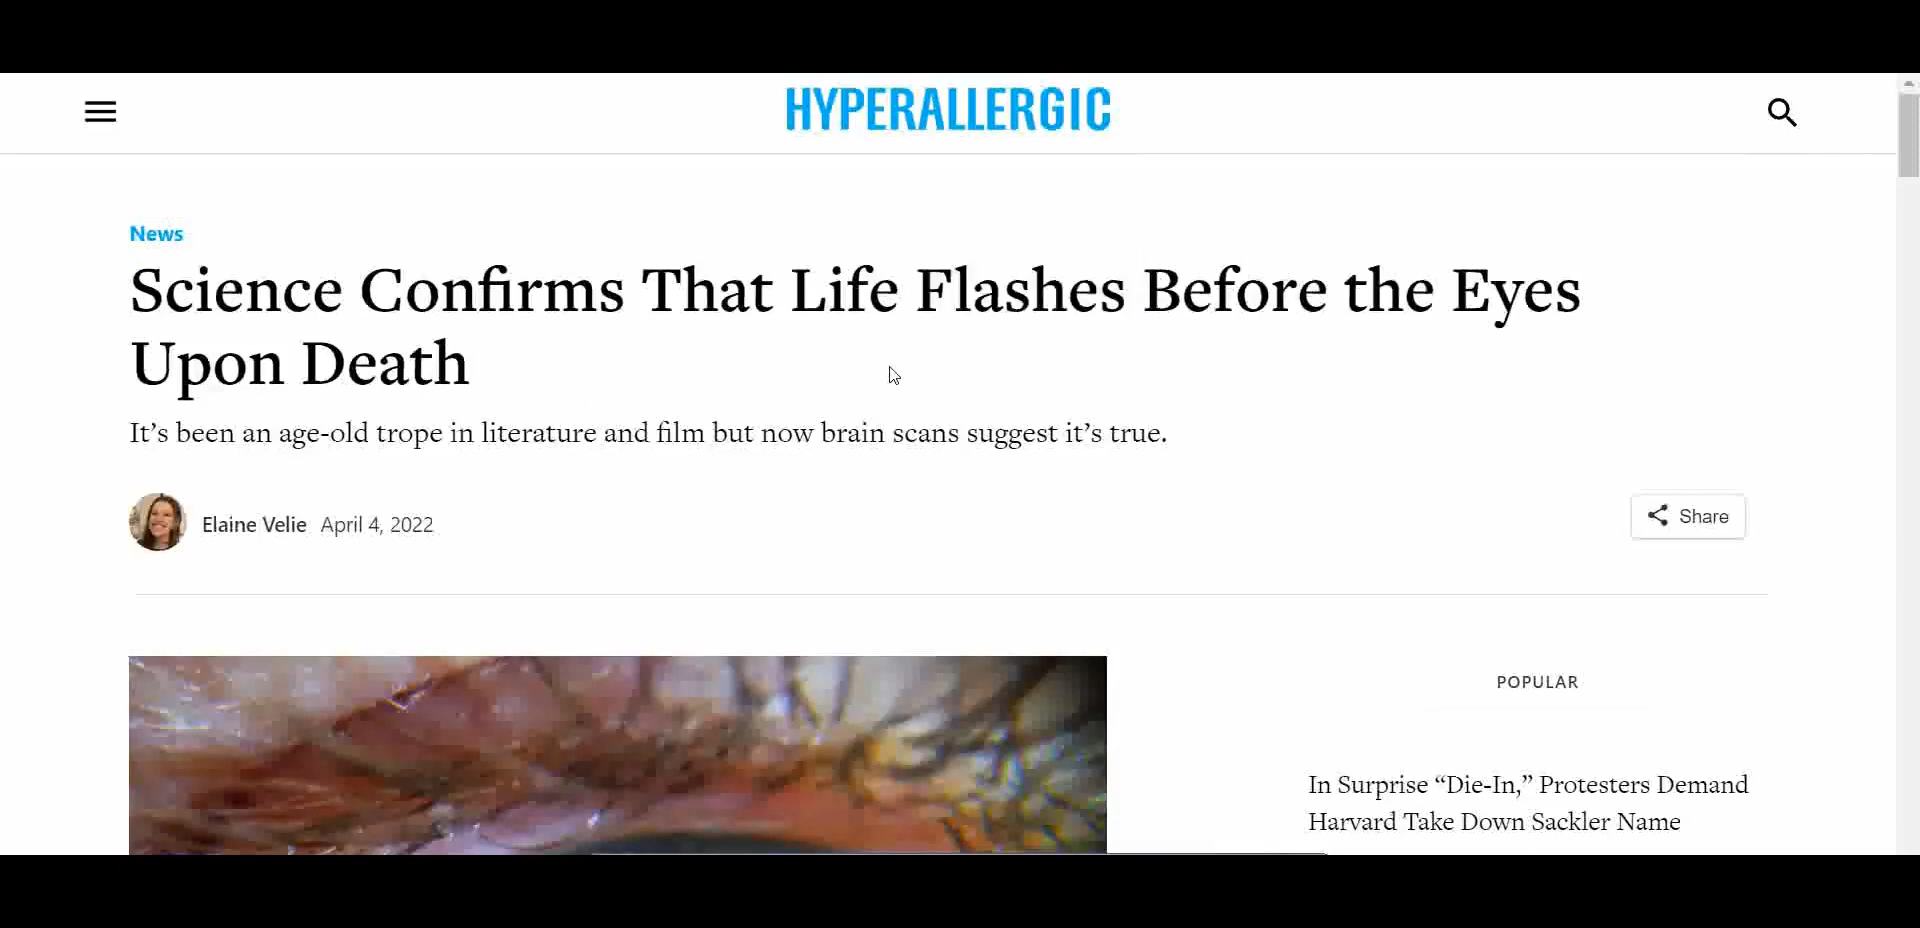 HYPERALLERGIC
News
Science Confirms That Life Flashes Before the Eyes
Upon Death
It’s been an age-old trope in literature and film but now brain scans suggest it’s true.
Elaine Velie April 4, 2022
Share
POPULAR
In Surprise “Die-In,” Protesters Demand
Harvard Take Down Sackler Name